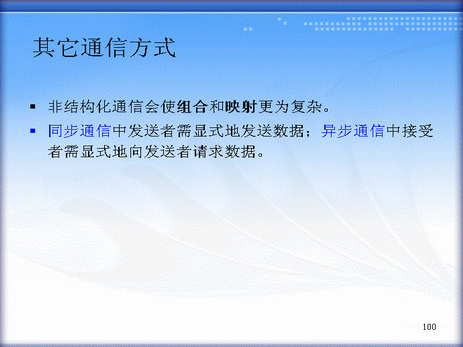 其它通信方式
非结构化通信会使组合和映射更为复杂。
同步通信中发送者需显式地发送数据；异步通信中接受
者需显式地向发送者请求数据。
100